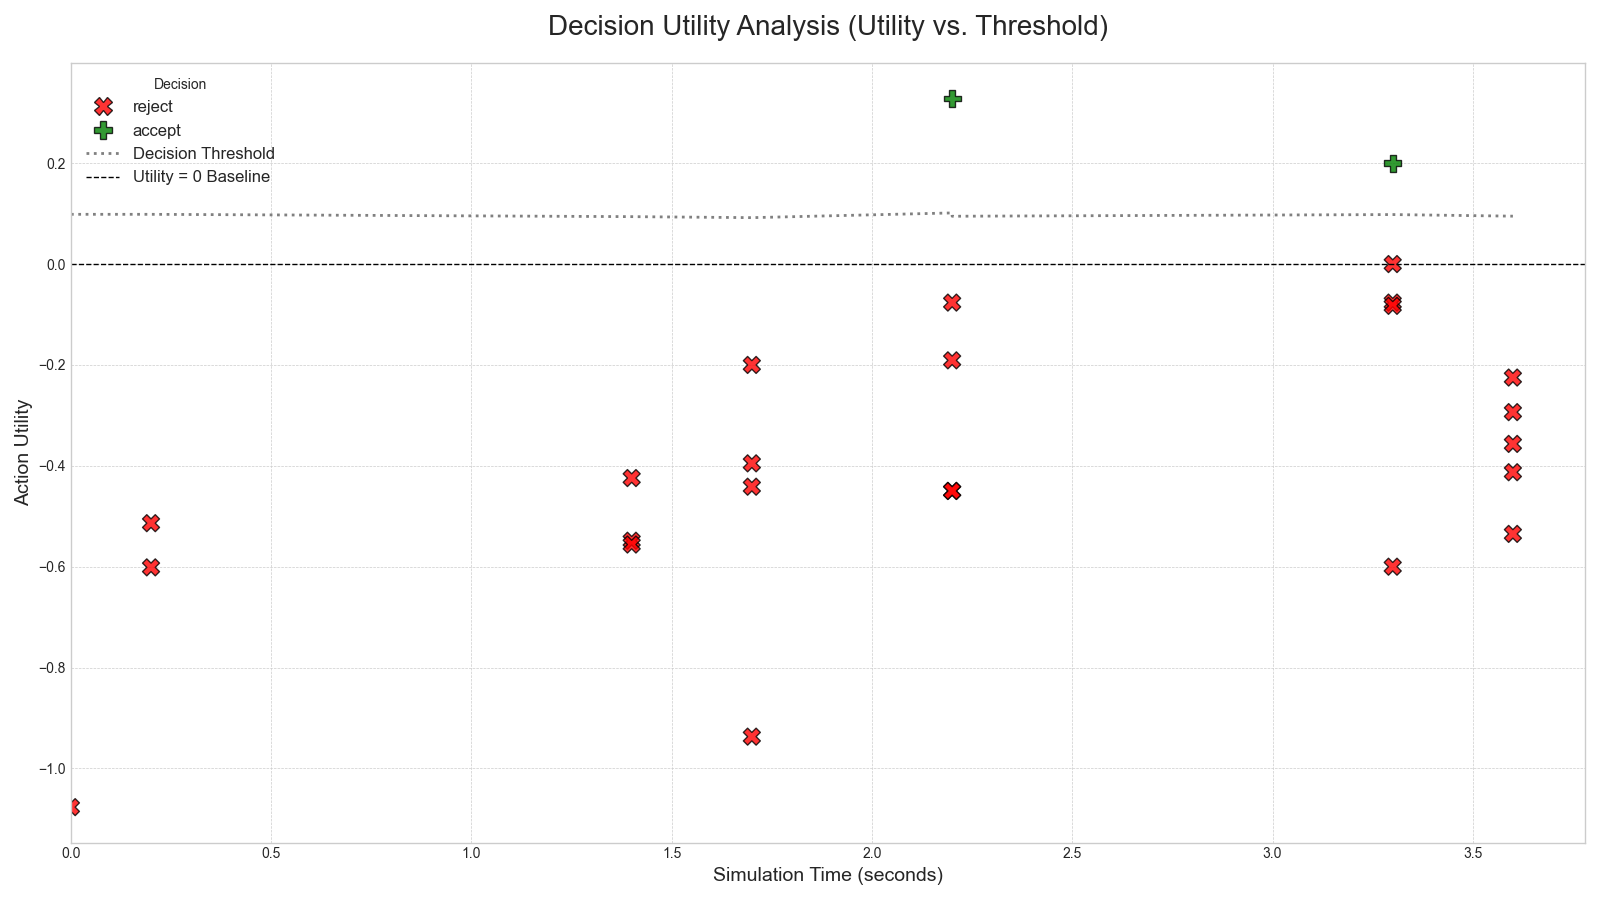 Decision Utility Analysis (Utility vs. Threshold)
Decision
reject
accept
Decision Threshold
Utility = 0 Baseline
Action Utility
0.2
0.0
−0.2
−0.4
−0.6
−0.8
−1.0
0.0 0.5 1.0 1.5 2.0 2.5 3.0 3.5
Simulation Time (seconds)